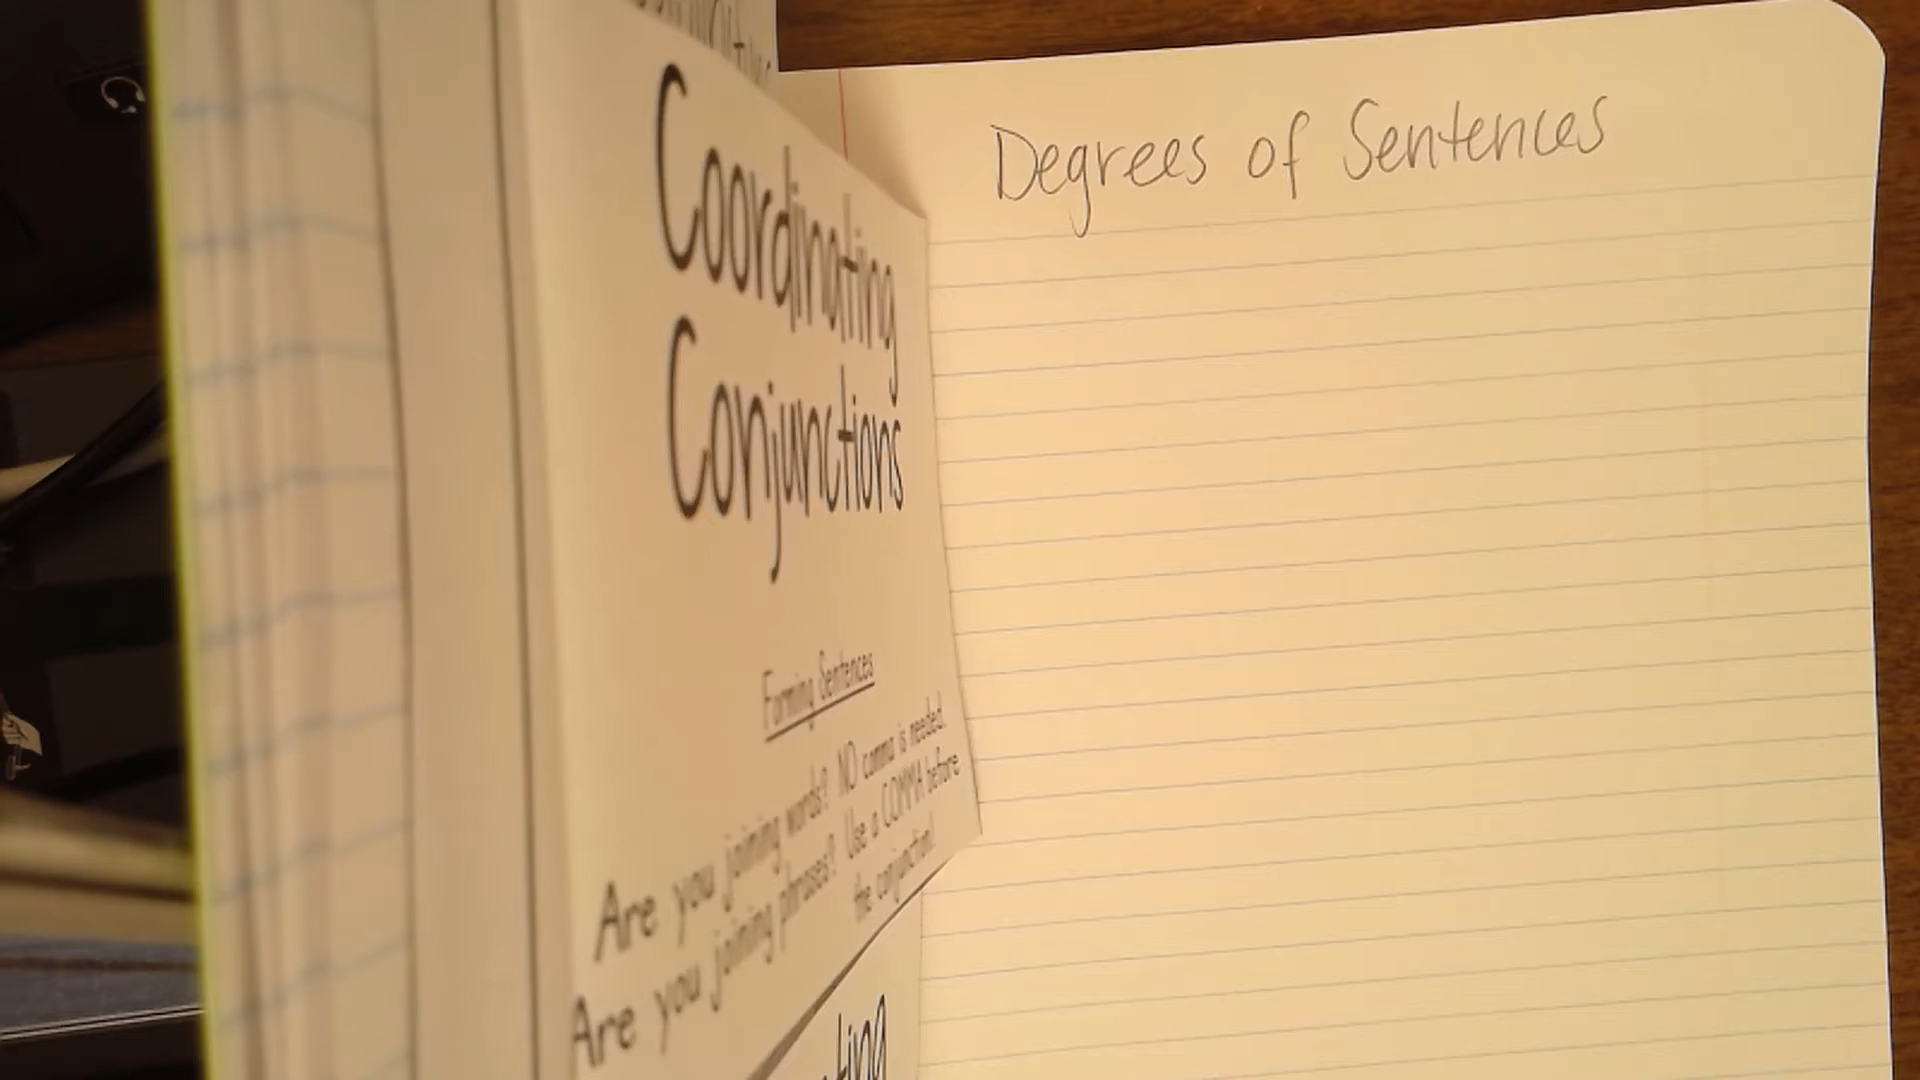 Coordinating
Conjunctions
Forming Sentences
Are you joining words? NO comma is needed.
Are you joining phrases? Use a COMMA before
the conjunction!
Degrees of Sentences